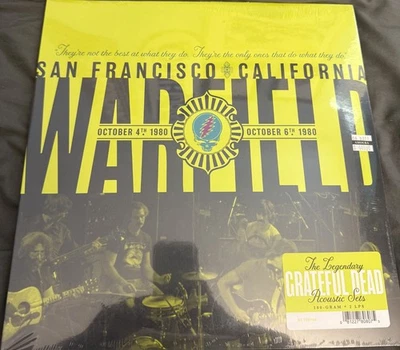 They're not the best at what they do, They're the only ones that do what they do.
SAN FRANCISCO CALIFORNIA
WARFIELD
OCTOBER 4TH 1980
OCTOBER 6TH 1980
The Legendary
GRATEFUL DEAD
Acoustic Sets
180 GRAM • 2 LPS